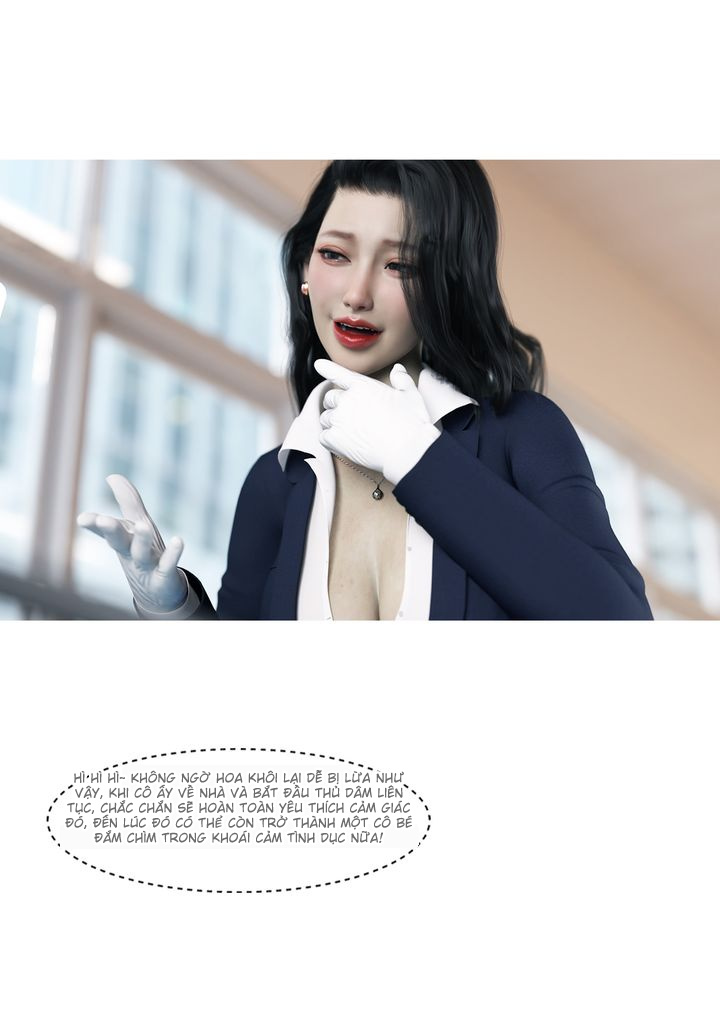 HÌ HÌ HÌ~ KHÔNG NGỜ HOA KHÔI LẠI DỄ BỊ LỪA NHƯ
VẬY, KHI CÔ ẤY VỀ NHÀ VÀ BẮT ĐẦU THỦ DÂM LIÊN
TỤC, CHẮC CHẮN SẼ HOÀN TOÀN YÊU THÍCH CẢM GIÁC
ĐÓ, ĐẾN LÚC ĐÓ CÓ THỂ CÒN TRỞ THÀNH MỘT CÔ BÉ
ĐẮM CHÌM TRONG KHOÁI CẢM TÌNH DỤC NỮA!